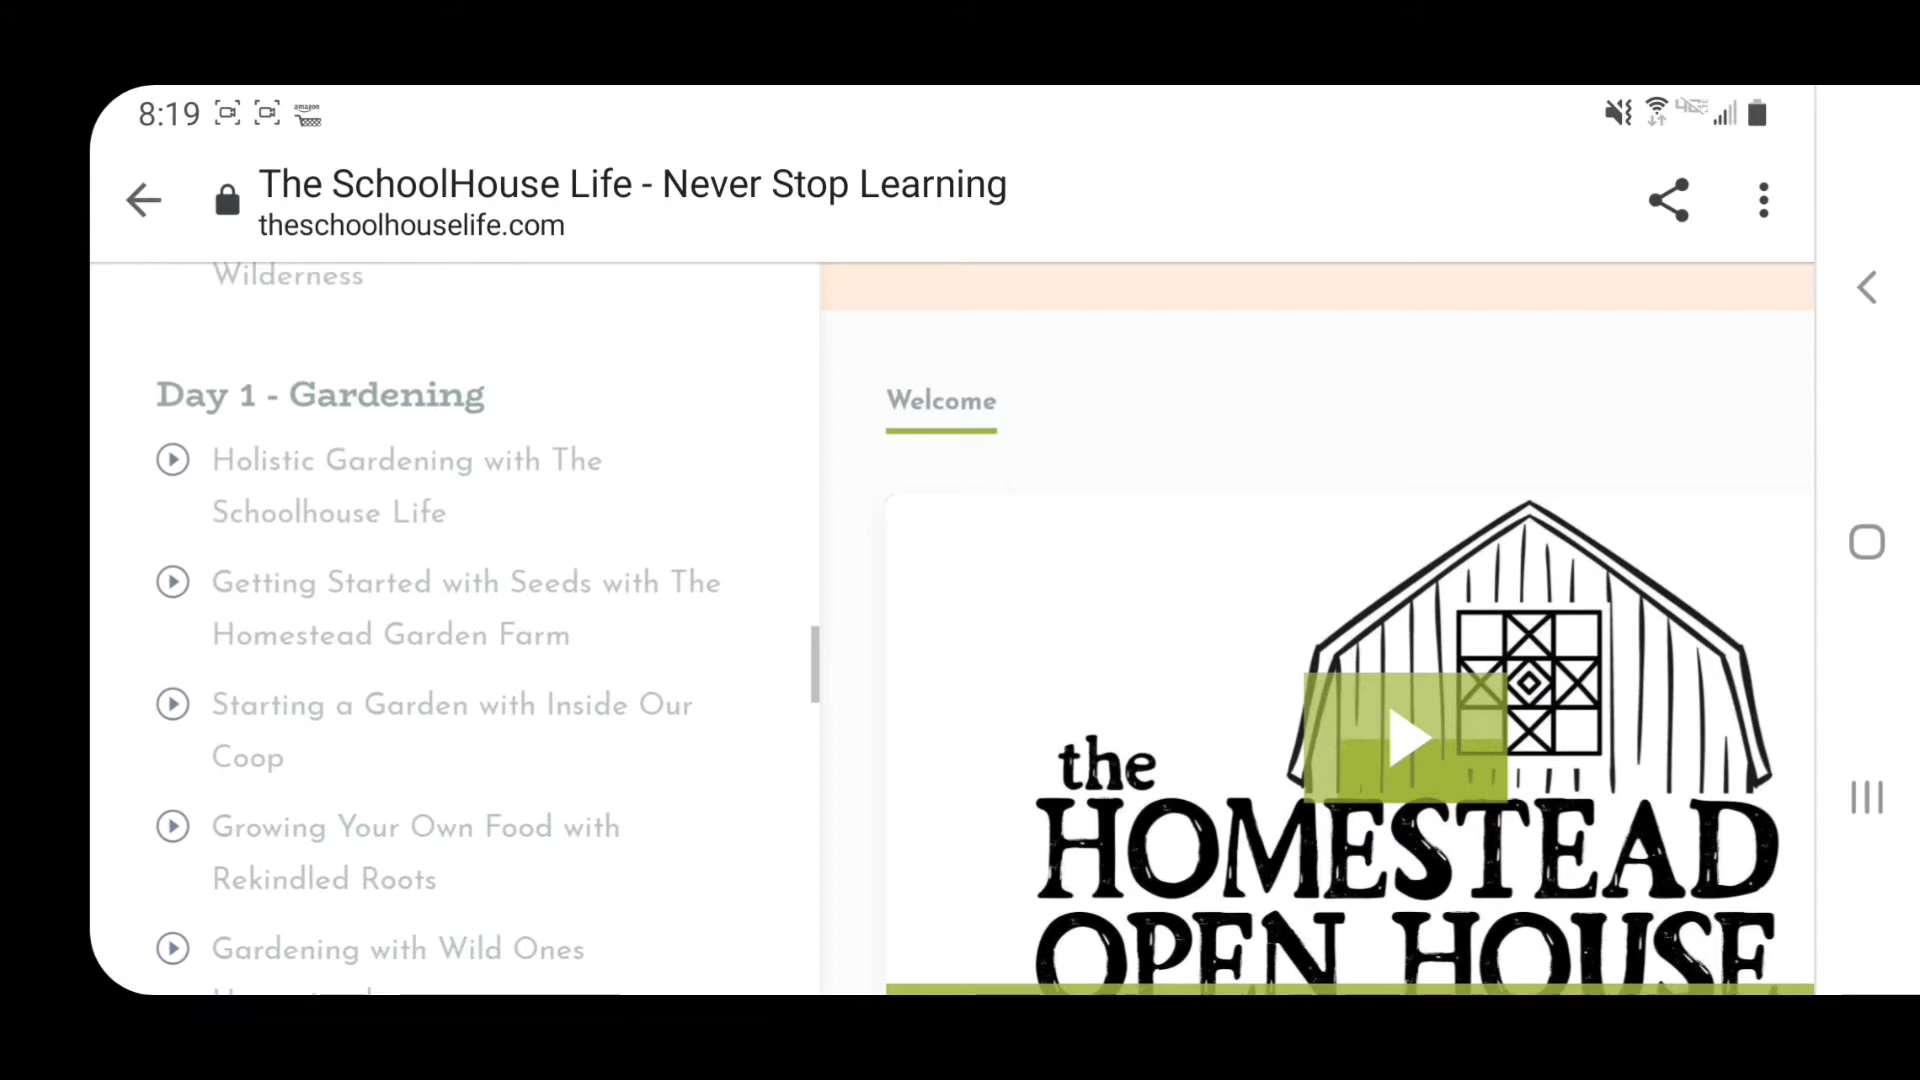 8:19
amazon
The SchoolHouse Life - Never Stop Learning
theschoolhouselife.com
Wilderness
Day 1 - Gardening
Holistic Gardening with The
Schoolhouse Life
Getting Started with Seeds with The
Homestead Garden Farm
Starting a Garden with Inside Our
Coop
Growing Your Own Food with
Rekindled Roots
Gardening with Wild Ones
Welcome
the
HOMESTEAD
OPEN HOUSE